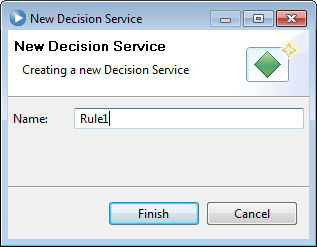 New Decision Service
New Decision Service
Creating a new Decision Service
Name: Rule1
Finish Cancel